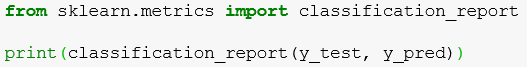 from sklearn.metrics import classification_report
print(classification_report(y_test, y_pred))